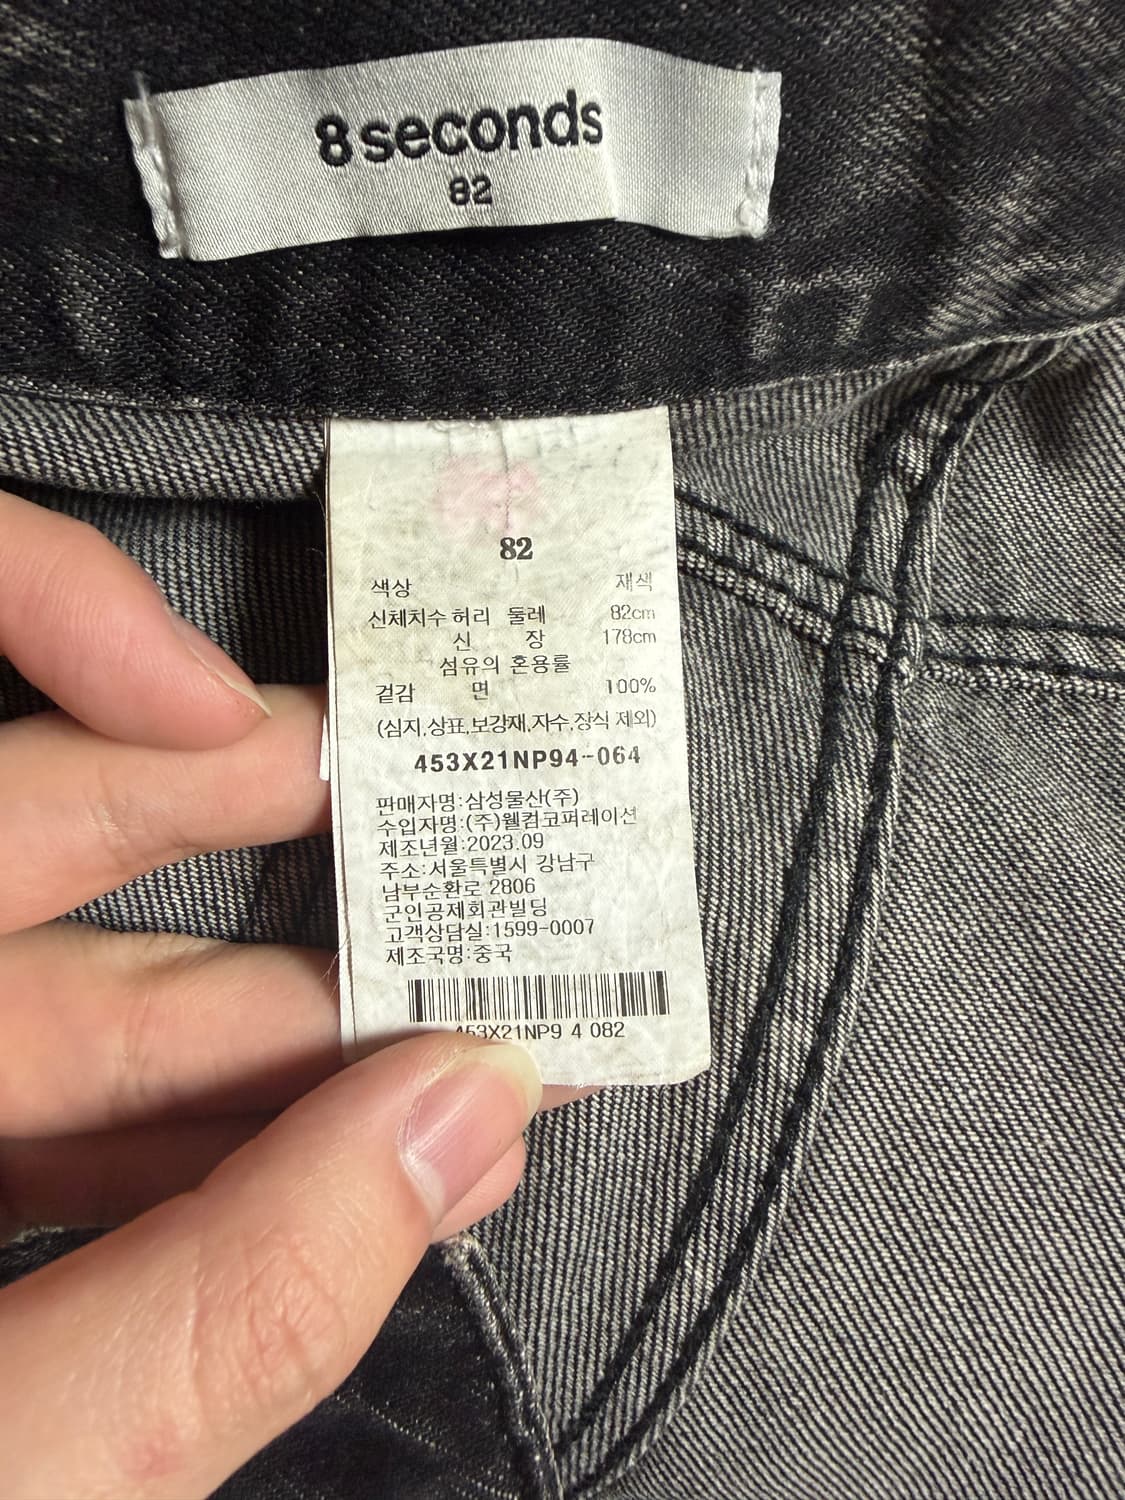 8 seconds
82
82
색상 재색
신체치수 허리 둘레 82cm
신 장 178cm
섬유의 혼용률
겉감 면 100%
(심지,상표,보강재,자수,장식 제외)
453X21NP94-064
판매자명:삼성물산(주)
수입자명:(주)웰컴코퍼레이션
제조년월:2023.09
주소:서울특별시 강남구
남부순환로 2806
군인공제회관빌딩
고객상담실:1599-0007
제조국명:중국
453X21NP9 4 082